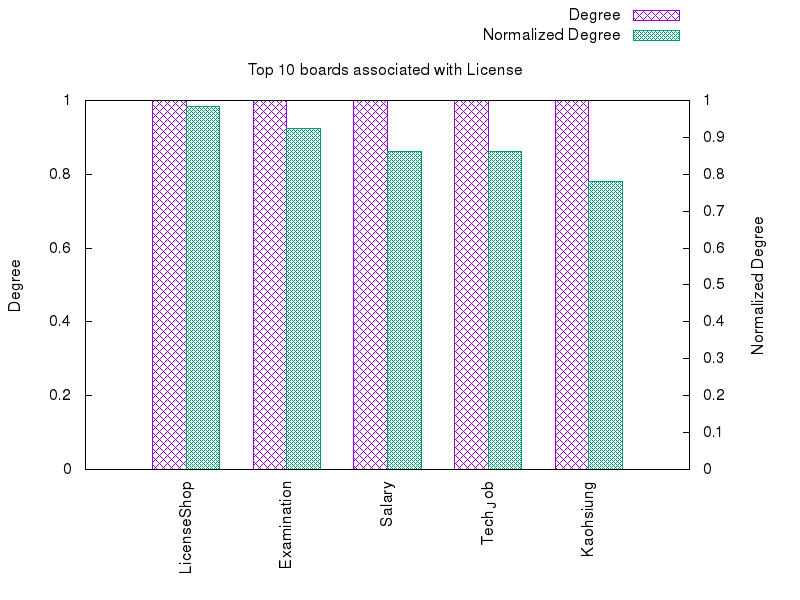 Degree
Normalized Degree
Top 10 boards associated with License
1
0.8
0.6
0.4
0.2
0
1
0.9
0.8
0.7
0.6
0.5
0.4
0.3
0.2
0.1
0
Degree
Normalized Degree
LicenseShop
Examination
Salary
TechJob
Kaohsiung